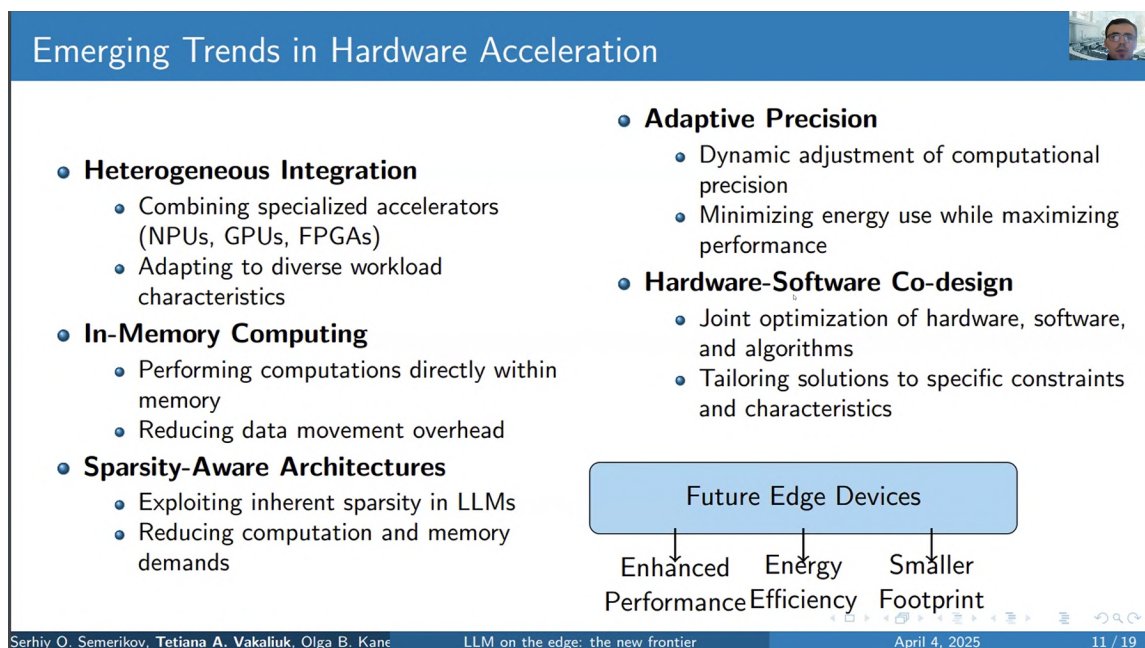 Emerging Trends in Hardware Acceleration
Heterogeneous Integration
Combining specialized accelerators
(NPUs, GPUs, FPGAs)
Adapting to diverse workload
characteristics
In-Memory Computing
Performing computations directly within
memory
Reducing data movement overhead
Sparsity-Aware Architectures
Exploiting inherent sparsity in LLMs
Reducing computation and memory
demands
Adaptive Precision
Dynamic adjustment of computational
precision
Minimizing energy use while maximizing
performance
Hardware-Software Co-design
Joint optimization of hardware, software,
and algorithms
Tailoring solutions to specific constraints
and characteristics
Future Edge Devices
Enhanced
Performance
Energy
Efficiency
Smaller
Footprint
Serhiy O. Semerikov, Tetiana A. Vakaliuk, Olga B. Kane
LLM on the edge: the new frontier
April 4, 2025
11 / 19